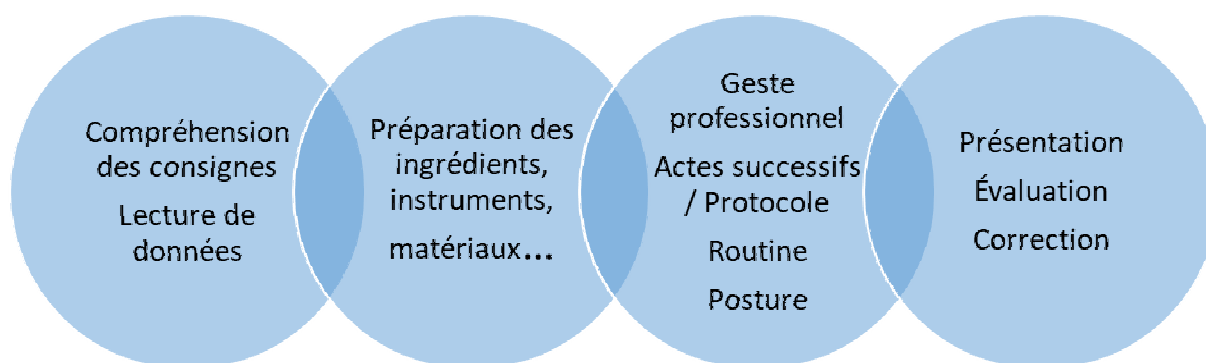 Compréhension
des consignes
Lecture de
données
Préparation des
ingrédients,
instruments,
matériaux...
Geste
professionnel
Actes successifs
/ Protocole
Routine
Posture
Présentation
Évaluation
Correction